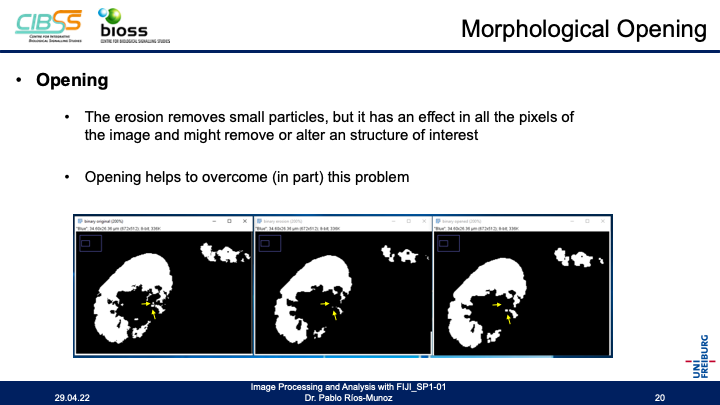 CIBSS
CENTRE FOR INTEGRATIVE
BIOLOGICAL SIGNALLING STUDIES
bioss
CENTRE FOR BIOLOGICAL SIGNALLING STUDIES
Morphological Opening
• Opening
• The erosion removes small particles, but it has an effect in all the pixels of
the image and might remove or alter an structure of interest
• Opening helps to overcome (in part) this problem
binary original (200%)
"Blue"; 34.60x26.36 µm (672x512); 8-bit; 336K
binary erosion (200%)
"Blue"; 34.60x26.36 µm (672x512); 8-bit; 336K
binary opened (200%)
"Blue"; 34.60x26.36 µm (672x512); 8-bit; 336K
UNI
FREIBURG
29.04.22
Image Processing and Analysis with FIJI_SP1-01
Dr. Pablo Ríos-Munoz
20